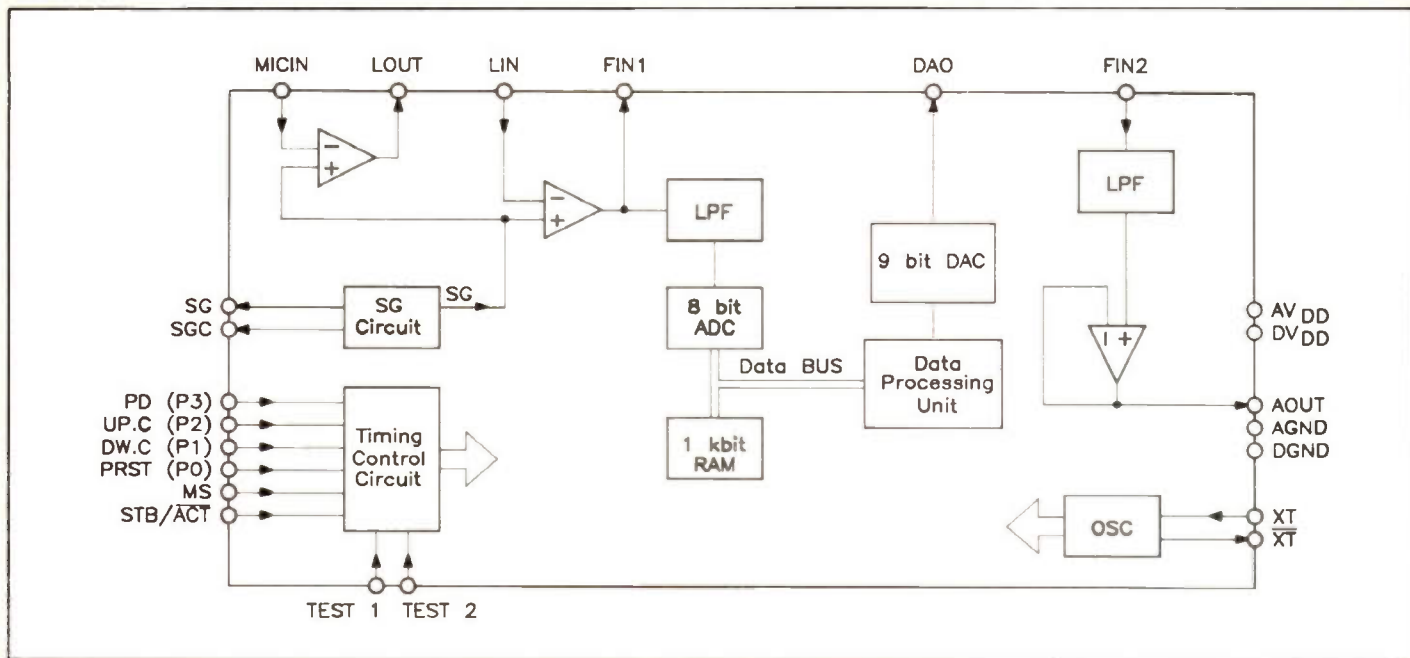 MICIN
LOUT
LIN
FIN1
DAO
FIN2
−
+
−
+
LPF
LPF
9 bit DAC
SG
SGC
SG
Circuit
SG
8 bit
ADC
− +
AV DD
DV DD
Data BUS
Data
Processing
Unit
PD (P3)
UP.C (P2)
DW.C (P1)
PRST (P0)
MS
STB/A̅C̅T̅
Timing
Control
Circuit
1 kbit
RAM
AOUT
AGND
DGND
OSC
XT
X̅T̅
TEST 1
TEST 2